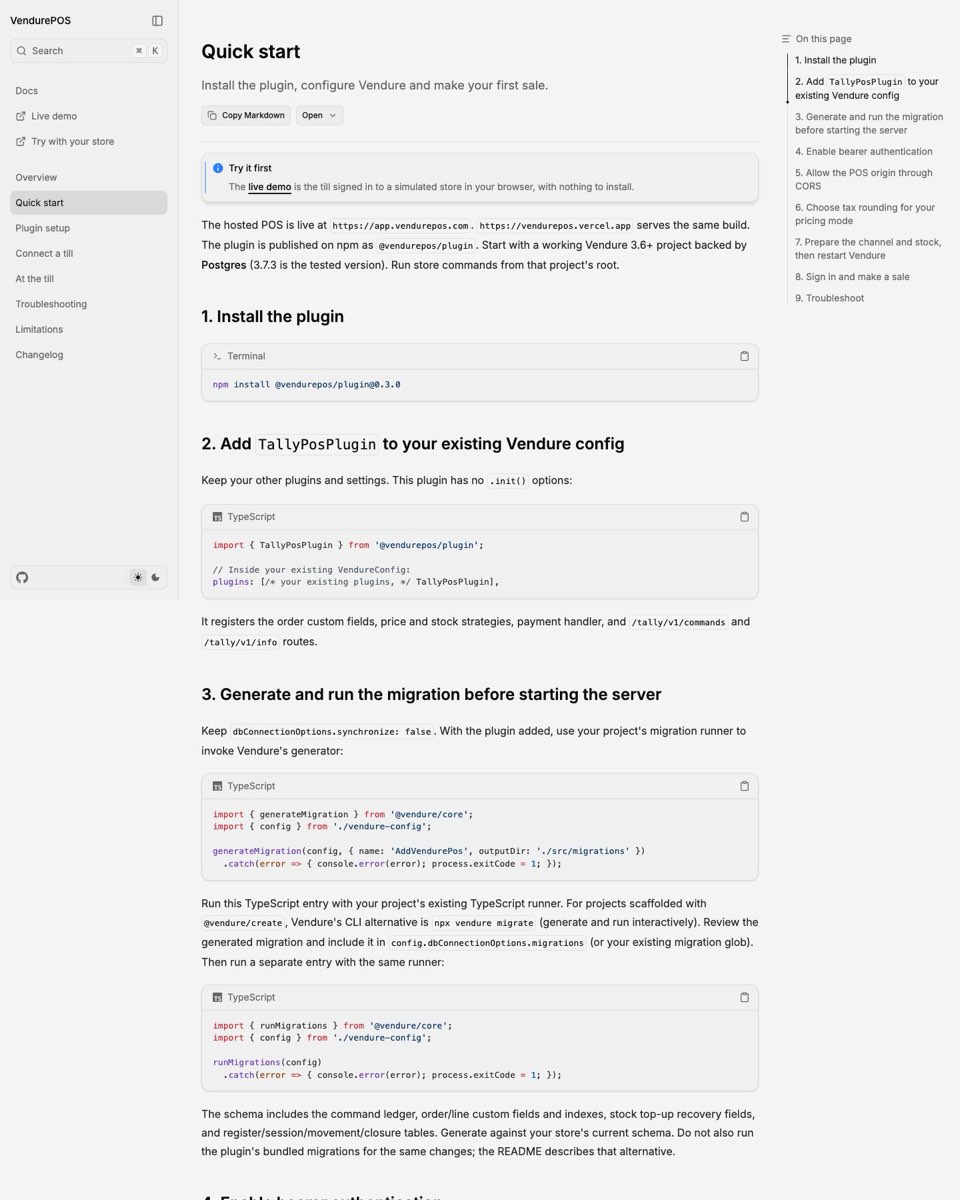 VendurePOS
Search ⌘ K
Docs
Live demo
Try with your store
Overview
Quick start
Plugin setup
Connect a till
At the till
Troubleshooting
Limitations
Changelog
Quick start
Install the plugin, configure Vendure and make your first sale.
Copy Markdown
Open
Try it first
The live demo is the till signed in to a simulated store in your browser, with nothing to install.
The hosted POS is live at https://app.vendurepos.com. https://vendurepos.vercel.app serves the same build.
The plugin is published on npm as @vendurepos/plugin. Start with a working Vendure 3.6+ project backed by
Postgres (3.7.3 is the tested version). Run store commands from that project's root.
1. Install the plugin
Terminal
npm install @vendurepos/plugin@0.3.0
2. Add TallyPosPlugin to your existing Vendure config
Keep your other plugins and settings. This plugin has no .init() options:
TypeScript
import { TallyPosPlugin } from '@vendurepos/plugin';
// Inside your existing VendureConfig:
plugins: [/* your existing plugins, */ TallyPosPlugin],
It registers the order custom fields, price and stock strategies, payment handler, and /tally/v1/commands and
/tally/v1/info routes.
3. Generate and run the migration before starting the server
Keep dbConnectionOptions.synchronize: false. With the plugin added, use your project's migration runner to
invoke Vendure's generator:
TypeScript
import { generateMigration } from '@vendure/core';
import { config } from './vendure-config';
generateMigration(config, { name: 'AddVendurePos', outputDir: './src/migrations' })
.catch(error => { console.error(error); process.exitCode = 1; });
Run this TypeScript entry with your project's existing TypeScript runner. For projects scaffolded with
@vendure/create, Vendure's CLI alternative is npx vendure migrate (generate and run interactively). Review the
generated migration and include it in config.dbConnectionOptions.migrations (or your existing migration glob).
Then run a separate entry with the same runner:
TypeScript
import { runMigrations } from '@vendure/core';
import { config } from './vendure-config';
runMigrations(config)
.catch(error => { console.error(error); process.exitCode = 1; });
The schema includes the command ledger, order/line custom fields and indexes, stock top-up recovery fields,
and register/session/movement/closure tables. Generate against your store's current schema. Do not also run
the plugin's bundled migrations for the same changes; the README describes that alternative.
4. Enable bearer authentication
On this page
1. Install the plugin
2. Add TallyPosPlugin to your
existing Vendure config
3. Generate and run the migration
before starting the server
4. Enable bearer authentication
5. Allow the POS origin through
CORS
6. Choose tax rounding for your
pricing mode
7. Prepare the channel and stock,
then restart Vendure
8. Sign in and make a sale
9. Troubleshoot